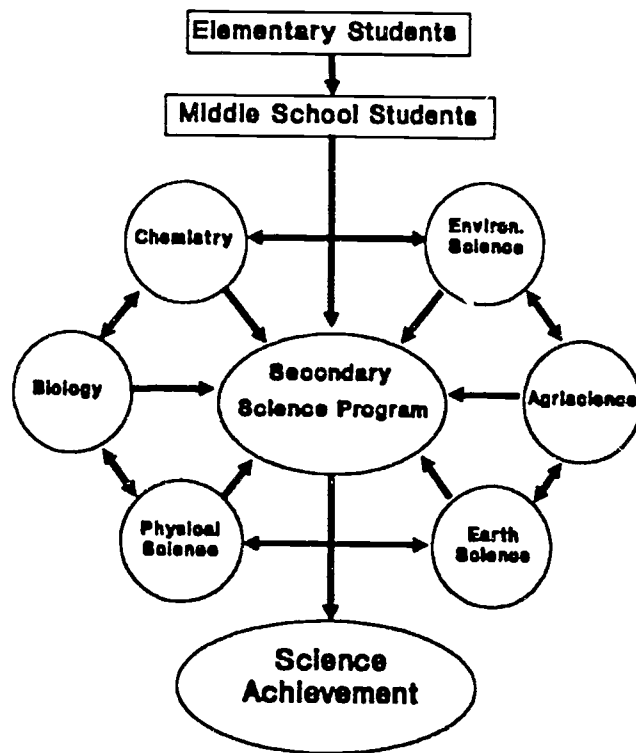 Elementary Students
Middle School Students
Chemistry
Environ.
Science
Secondary
Science Program
Biology
Agriscience
Physical
Science
Earth
Science
Science
Achievement